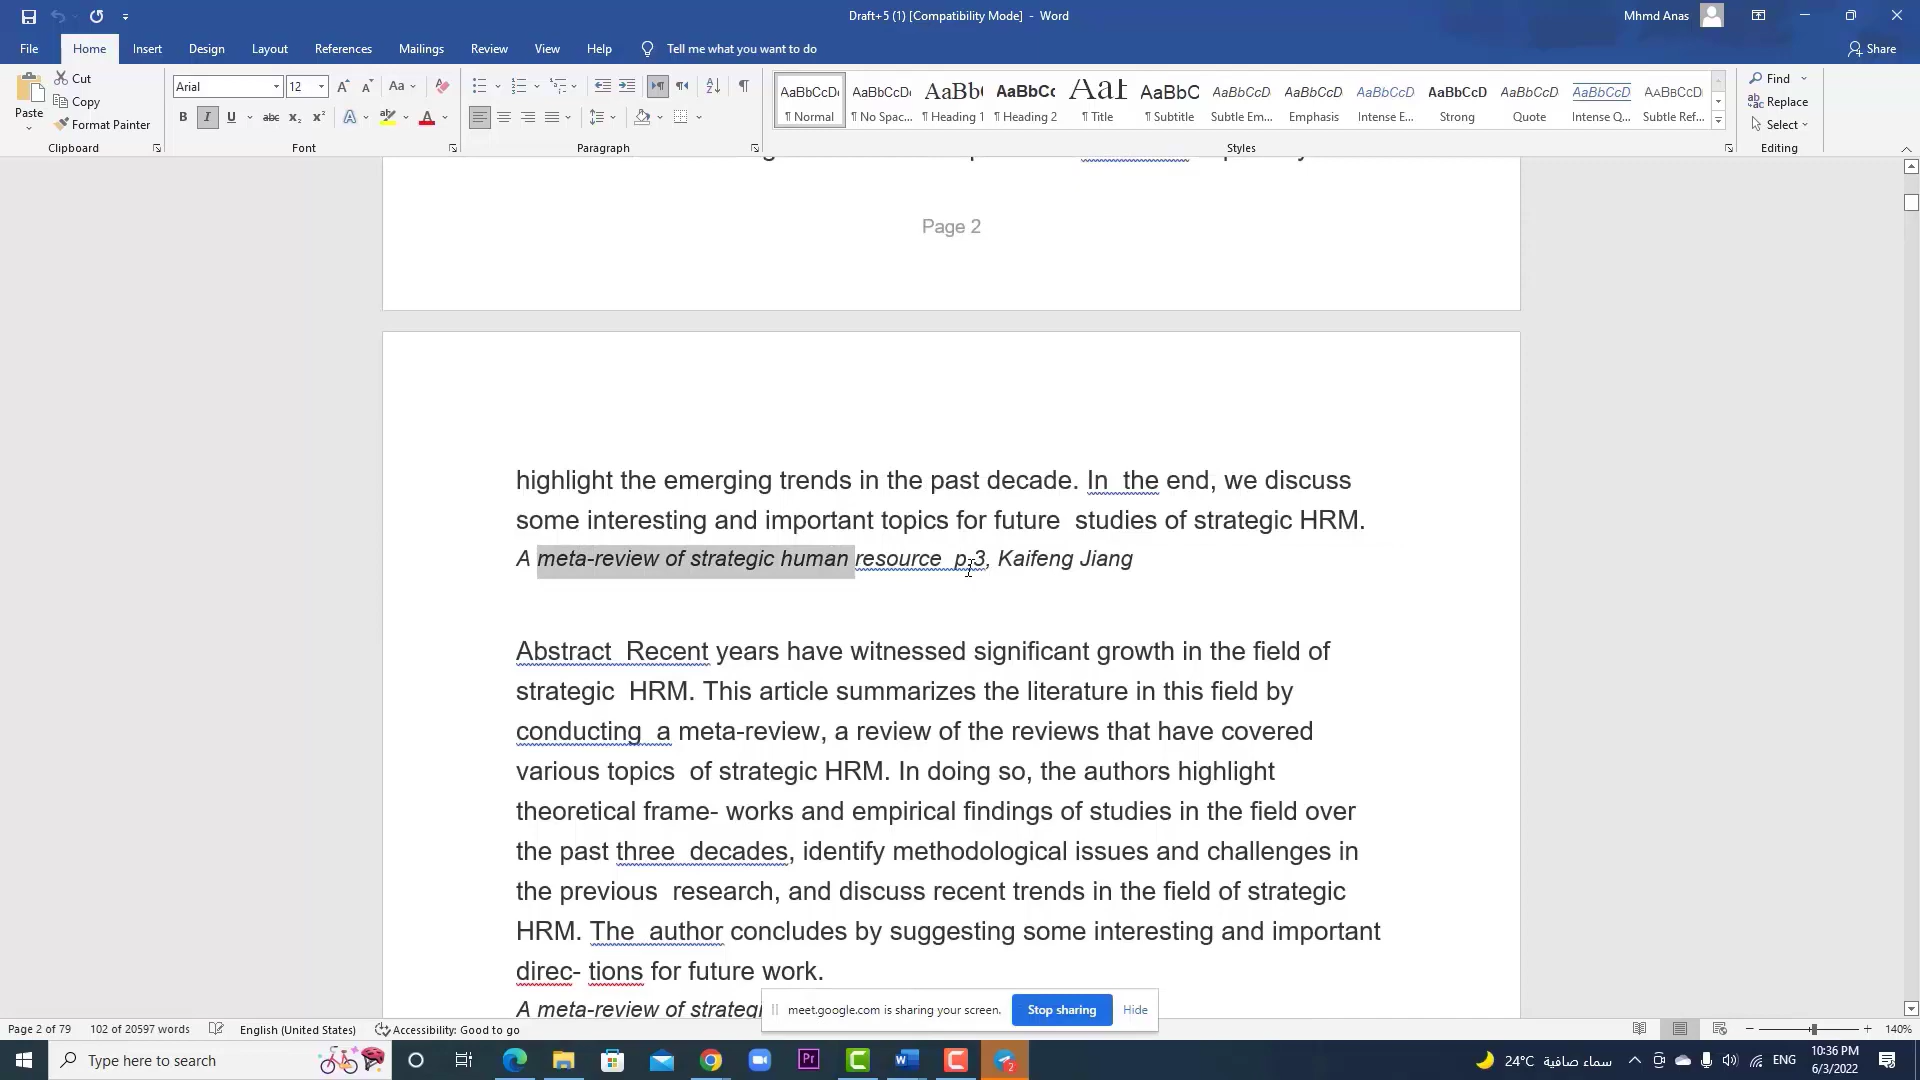 Draft+5 (1) [Compatibility Mode] - Word
Mhmd Anas
File Home Insert Design Layout References Mailings Review View Help Tell me what you want to do Share
Paste
Cut
Copy
Format Painter
Clipboard
Arial 12
Aa
B I U abc x₂ x² A A
Font
Paragraph
AaBbCcDc AaBbCcDc AaBbC AaBbCc AaB AaBbC AaBbCcD AaBbCcD AaBbCcD AaBbCcD AaBbCcD AaBbCcD AaBbCcD
¶ Normal ¶ No Spac... ¶ Heading 1 ¶ Heading 2 ¶ Title ¶ Subtitle Subtle Em... Emphasis Intense E... Strong Quote Intense Q... Subtle Ref...
Styles
Find
Replace
Select
Editing
Page 2
highlight the emerging trends in the past decade. In the end, we discuss
some interesting and important topics for future studies of strategic HRM.
A meta-review of strategic human resource p.3, Kaifeng Jiang
Abstract Recent years have witnessed significant growth in the field of
strategic HRM. This article summarizes the literature in this field by
conducting a meta-review, a review of the reviews that have covered
various topics of strategic HRM. In doing so, the authors highlight
theoretical frame- works and empirical findings of studies in the field over
the past three decades, identify methodological issues and challenges in
the previous research, and discuss recent trends in the field of strategic
HRM. The author concludes by suggesting some interesting and important
direc- tions for future work.
A meta-review of strategi
meet.google.com is sharing your screen. Stop sharing Hide
Page 2 of 79 102 of 20597 words English (United States) Accessibility: Good to go 140%
Type here to search
Pr
2
24°C سماء صافية
ENG
10:36 PM
6/3/2022